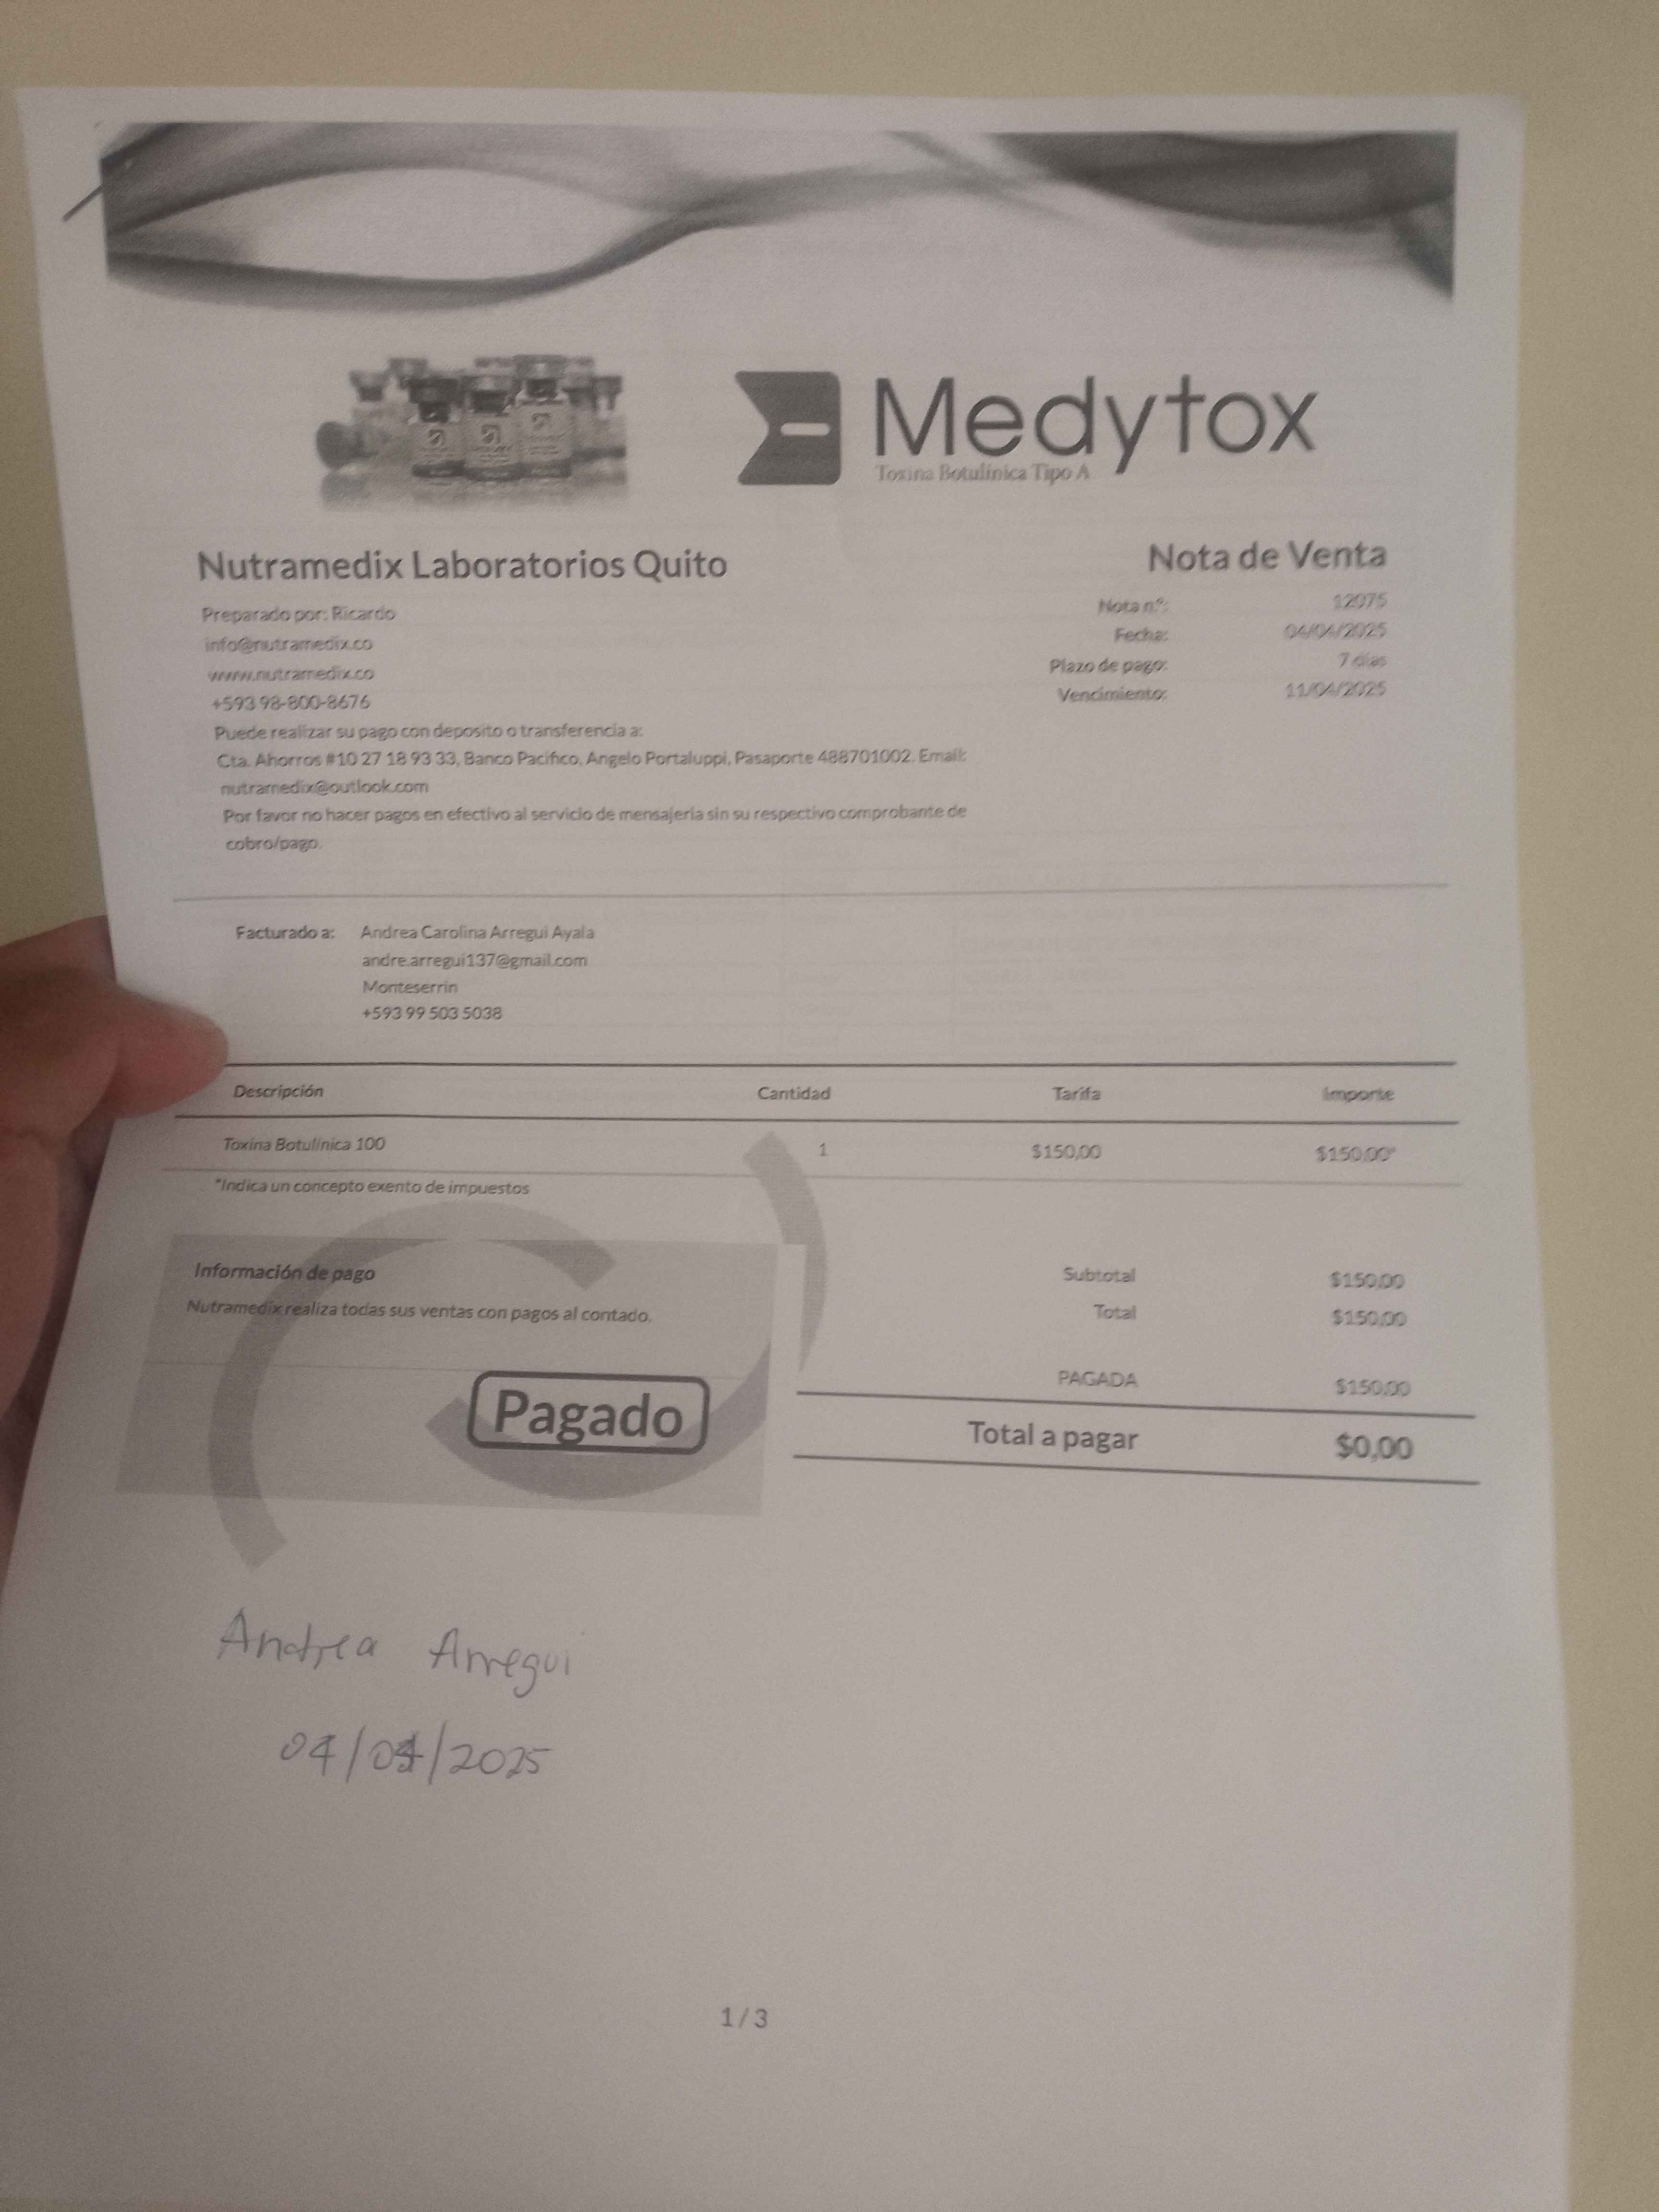 Medytox
Toxina Botulínica Tipo A
Nutramedix Laboratorios Quito
Preparado por: Ricardo
info@nutramedix.co
www.nutramedix.co
+593 98-800-8676
Puede realizar su pago con deposito o transferencia a:
Cta. Ahorros #10 27 18 93 33, Banco Pacifico, Angelo Portaluppi, Pasaporte 488701002. Email:
nutramedix@outlook.com
Por favor no hacer pagos en efectivo al servicio de mensajeria sin su respectivo comprobante de
cobro/pago.
Nota de Venta
Nota n.º: 12075
Fecha: 04/04/2025
Plazo de pago: 7 días
Vencimiento: 11/04/2025
Facturado a: Andrea Carolina Arregui Ayala
andre.arregui137@gmail.com
Monteserrin
+593 99 503 5038
Descripción Cantidad Tarifa Importe
Toxina Botulínica 100 1 $150,00 $150,00*
*Indica un concepto exento de impuestos
Información de pago
Nutramedix realiza todas sus ventas con pagos al contado.
Pagado
Subtotal $150,00
Total $150,00
PAGADA $150,00
Total a pagar $0,00
Andrea Arregui
04/04/2025
1 / 3